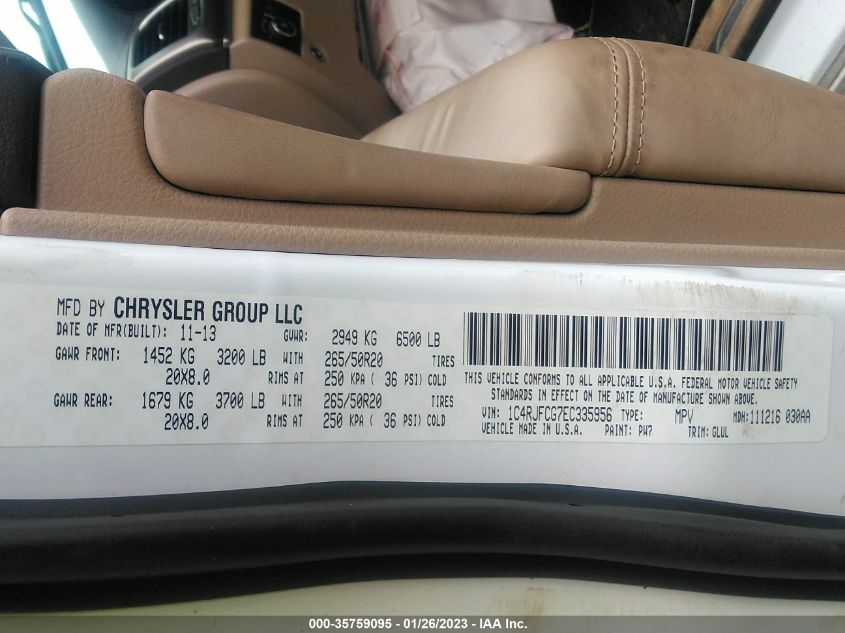 MFD BY CHRYSLER GROUP LLC
DATE OF MFR(BUILT): 11-13 GVWR: 2949 KG 6500 LB
GAWR FRONT: 1452 KG 3200 LB WITH 265/50R20 TIRES
20X8.0 RIMS AT 250 KPA ( 36 PSI) COLD
GAWR REAR: 1679 KG 3700 LB WITH 265/50R20 TIRES
20X8.0 RIMS AT 250 KPA ( 36 PSI) COLD
THIS VEHICLE CONFORMS TO ALL APPLICABLE U.S.A. FEDERAL MOTOR VEHICLE SAFETY
STANDARDS IN EFFECT ON THE DATE OF MANUFACTURE SHOWN ABOVE.
VIN: 1C4RJFCG7EC335956 TYPE: MPV MDH: 111216 030AA
VEHICLE MADE IN U.S.A. PAINT: PW7 TRIM: GLUL
000-35759095 - 01/26/2023 - IAA Inc.